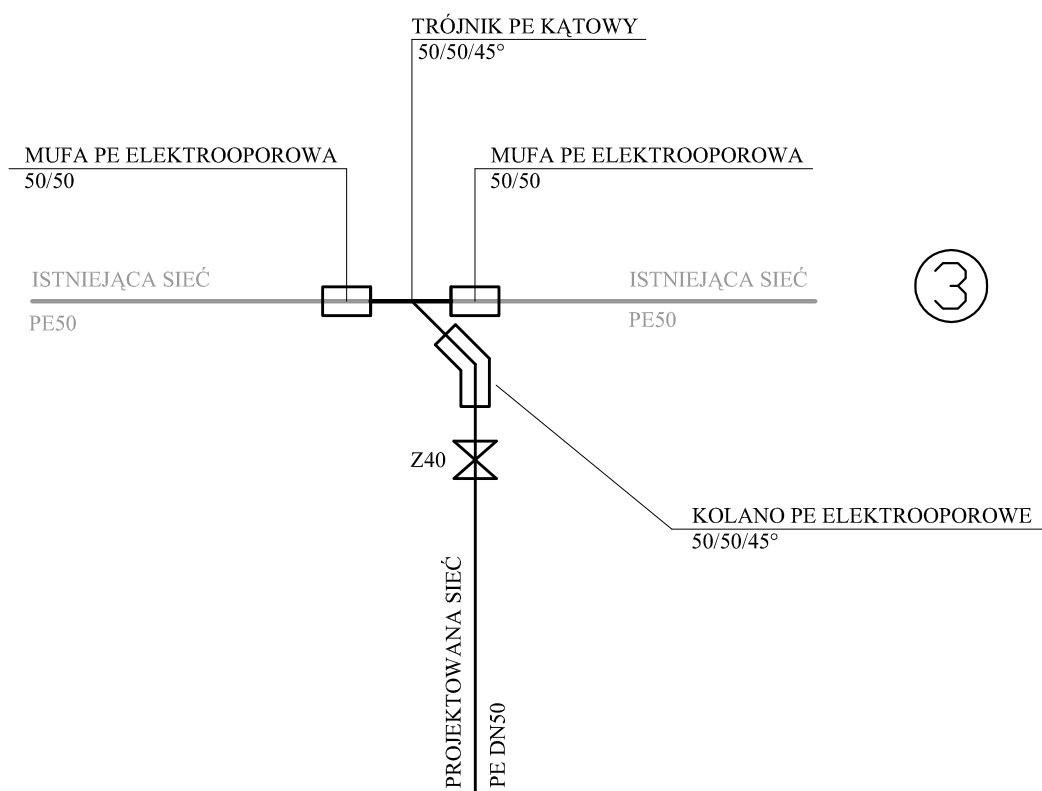 TRÓJNIK PE KĄTOWY
50/50/45°
MUFA PE ELEKTROOPOROWA
50/50
MUFA PE ELEKTROOPOROWA
50/50
ISTNIEJĄCA SIEĆ
PE50
ISTNIEJĄCA SIEĆ
PE50
3
Z40
KOLANO PE ELEKTROOPOROWE
50/50/45°
PROJEKTOWANA SIEĆ
PE DN50